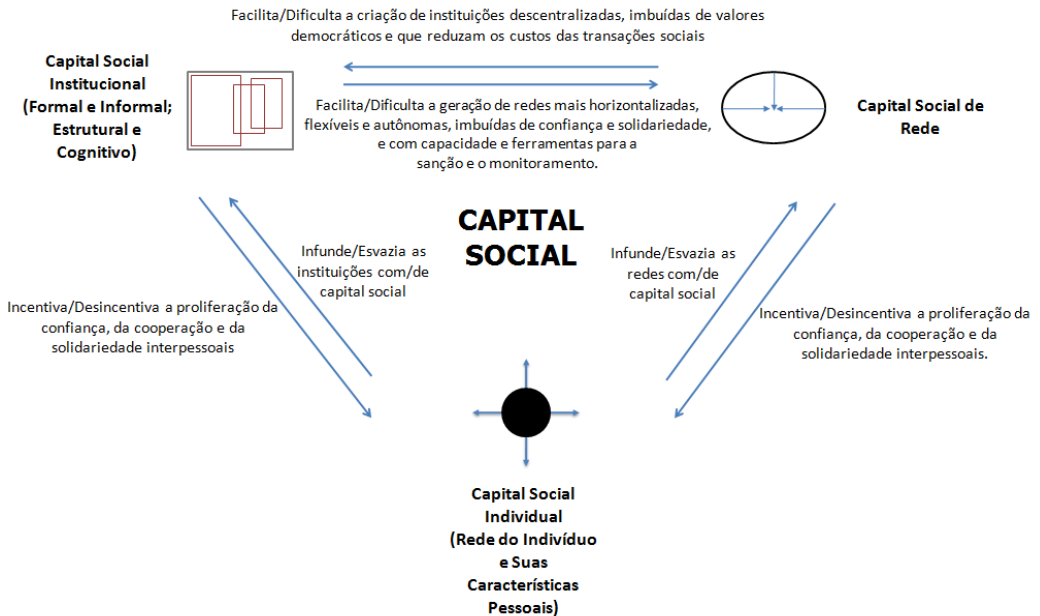 Facilita/Dificulta a criação de instituições descentralizadas, imbuídas de valores
democráticos e que reduzam os custos das transações sociais
Capital Social
Institucional
(Formal e Informal;
Estrutural e
Cognitivo)
Facilita/Dificulta a geração de redes mais horizontalizadas,
flexíveis e autônomas, imbuídas de confiança e solidariedade,
e com capacidade e ferramentas para a
sanção e o monitoramento.
Capital Social de
Rede
CAPITAL
SOCIAL
Infunde/Esvazia as
instituições com/de
capital social
Infunde/Esvazia as
redes com/de
capital social
Incentiva/Desincentiva a proliferação da
confiança, da cooperação e da
solidariedade interpessoais
Incentiva/Desincentiva a proliferação da
confiança, da cooperação e da
solidariedade interpessoais.
Capital Social
Individual
(Rede do Indivíduo
e Suas
Características
Pessoais)